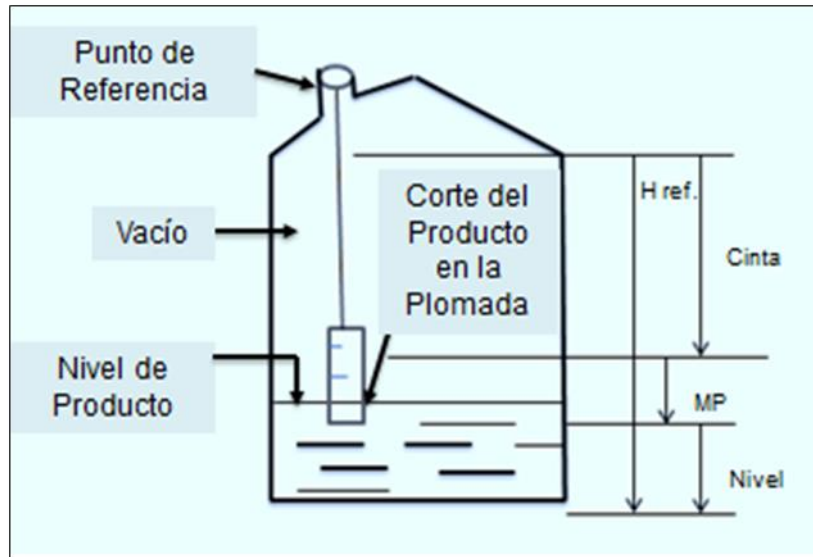 Punto de
Referencia
Vacío
Nivel de
Producto
Corte del
Producto
en la
Plomada
H ref.
Cinta
MP
Nivel